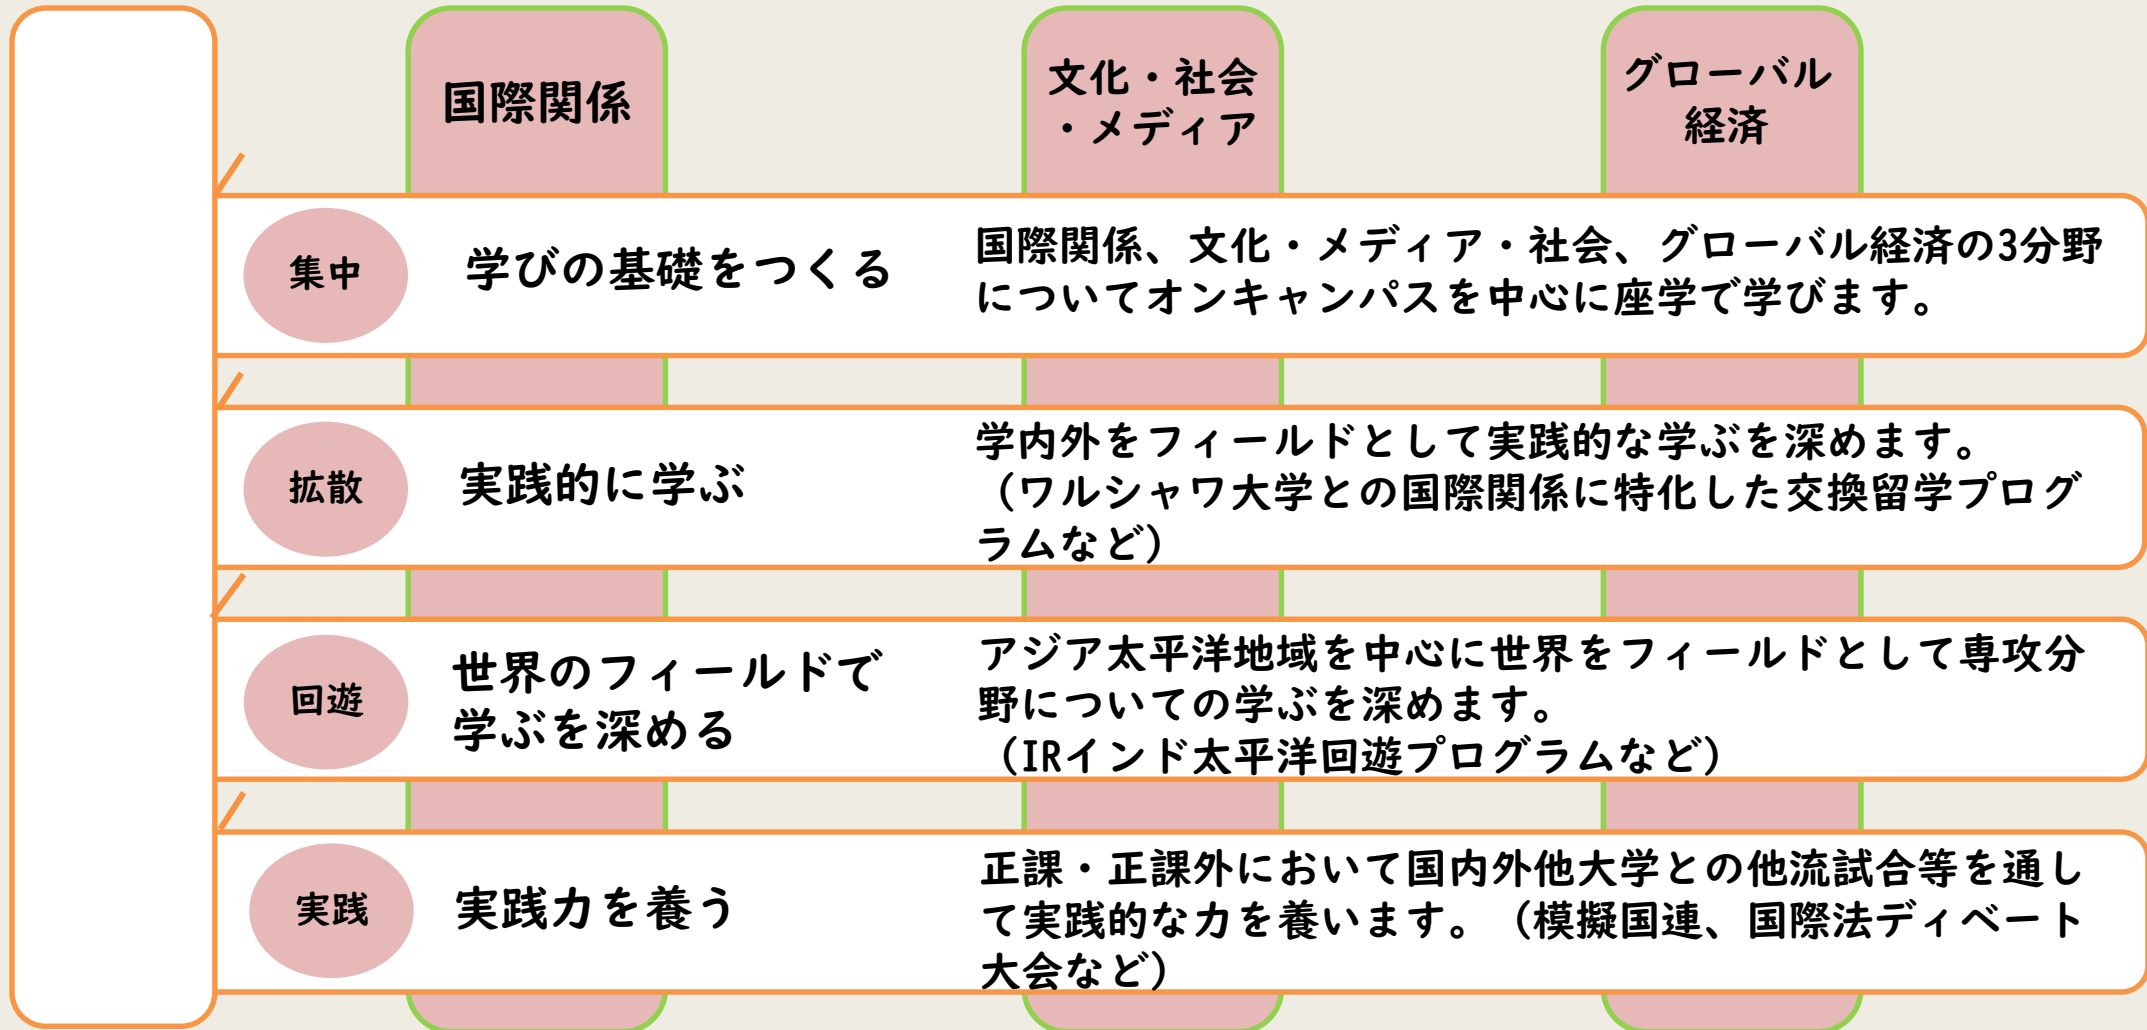 国際関係
文化・社会
・メディア
グローバル
経済
集中
学びの基礎をつくる
国際関係、文化・メディア・社会、グローバル経済の3分野
についてオンキャンパスを中心に座学で学びます。
拡散
実践的に学ぶ
学内外をフィールドとして実践的な学ぶを深めます。
（ワルシャワ大学との国際関係に特化した交換留学プログ
ラムなど）
回遊
世界のフィールドで
学ぶを深める
アジア太平洋地域を中心に世界をフィールドとして専攻分
野についての学ぶを深めます。
（IRインド太平洋回遊プログラムなど）
実践
実践力を養う
正課・正課外において国内外他大学との他流試合等を通し
て実践的な力を養います。（模擬国連、国際法ディベート
大会など）